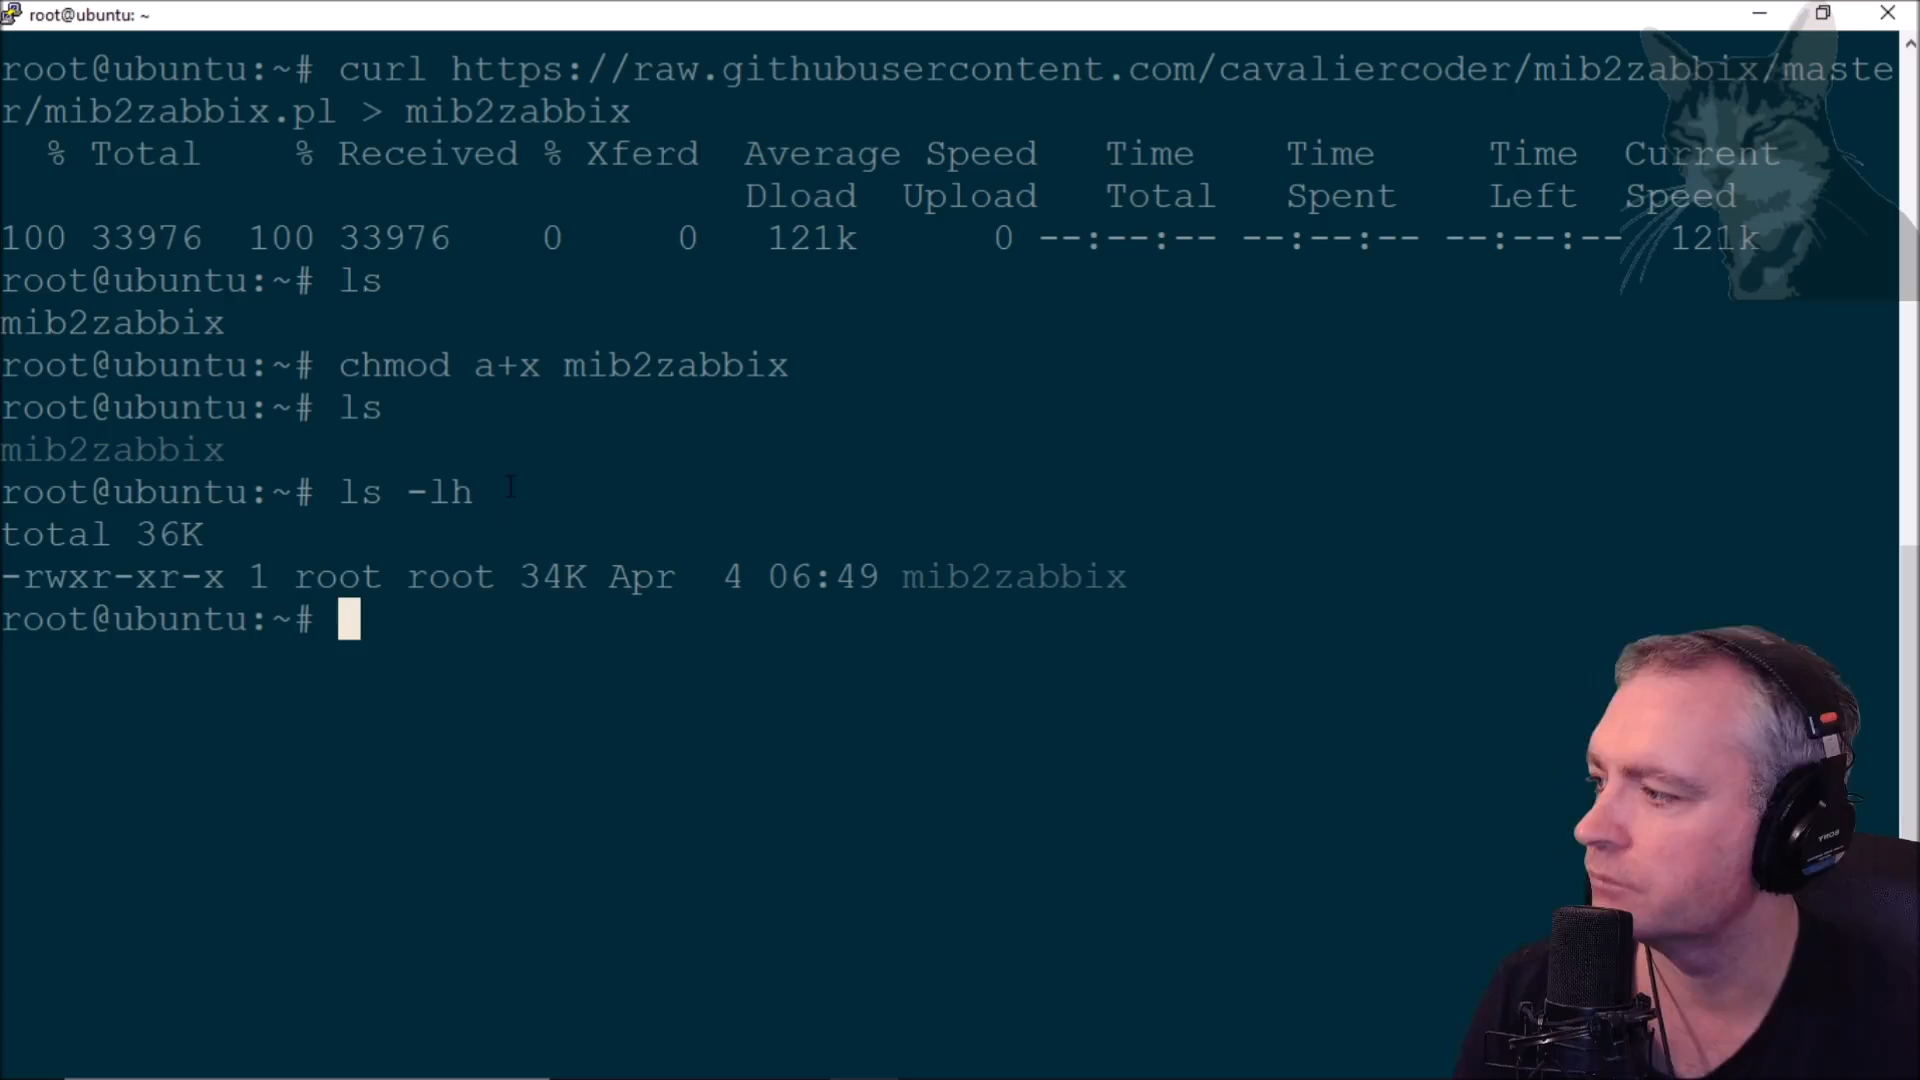 root@ubuntu: ~
root@ubuntu:~# curl https://raw.githubusercontent.com/cavaliercoder/mib2zabbix/maste
r/mib2zabbix.pl > mib2zabbix
% Total % Received % Xferd Average Speed Time Time Time Current
Dload Upload Total Spent Left Speed
100 33976 100 33976 0 0 121k 0 --:--:-- --:--:-- --:--:-- 121k
root@ubuntu:~# ls
mib2zabbix
root@ubuntu:~# chmod a+x mib2zabbix
root@ubuntu:~# ls
mib2zabbix
root@ubuntu:~# ls -lh
total 36K
-rwxr-xr-x 1 root root 34K Apr 4 06:49 mib2zabbix
root@ubuntu:~#
SONY